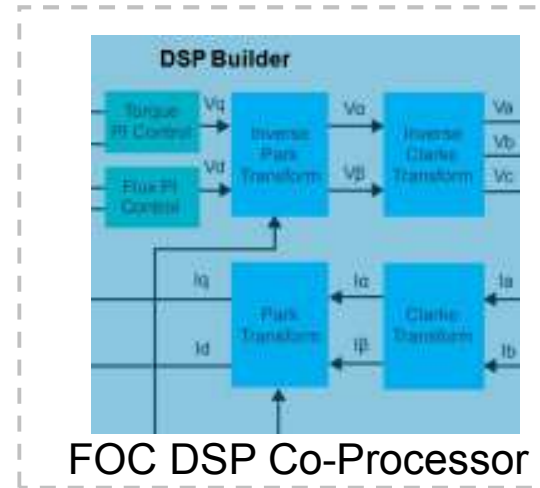 DSP Builder
Torque
PI Control
Vq
Inverse
Park
Transform
Vα
Inverse
Clarke
Transform
Va
Vb
Vc
Flux PI
Control
Vd
Vβ
Iq
Id
Park
Transform
Iα
Iβ
Clarke
Transform
Ia
Ib
FOC DSP Co-Processor